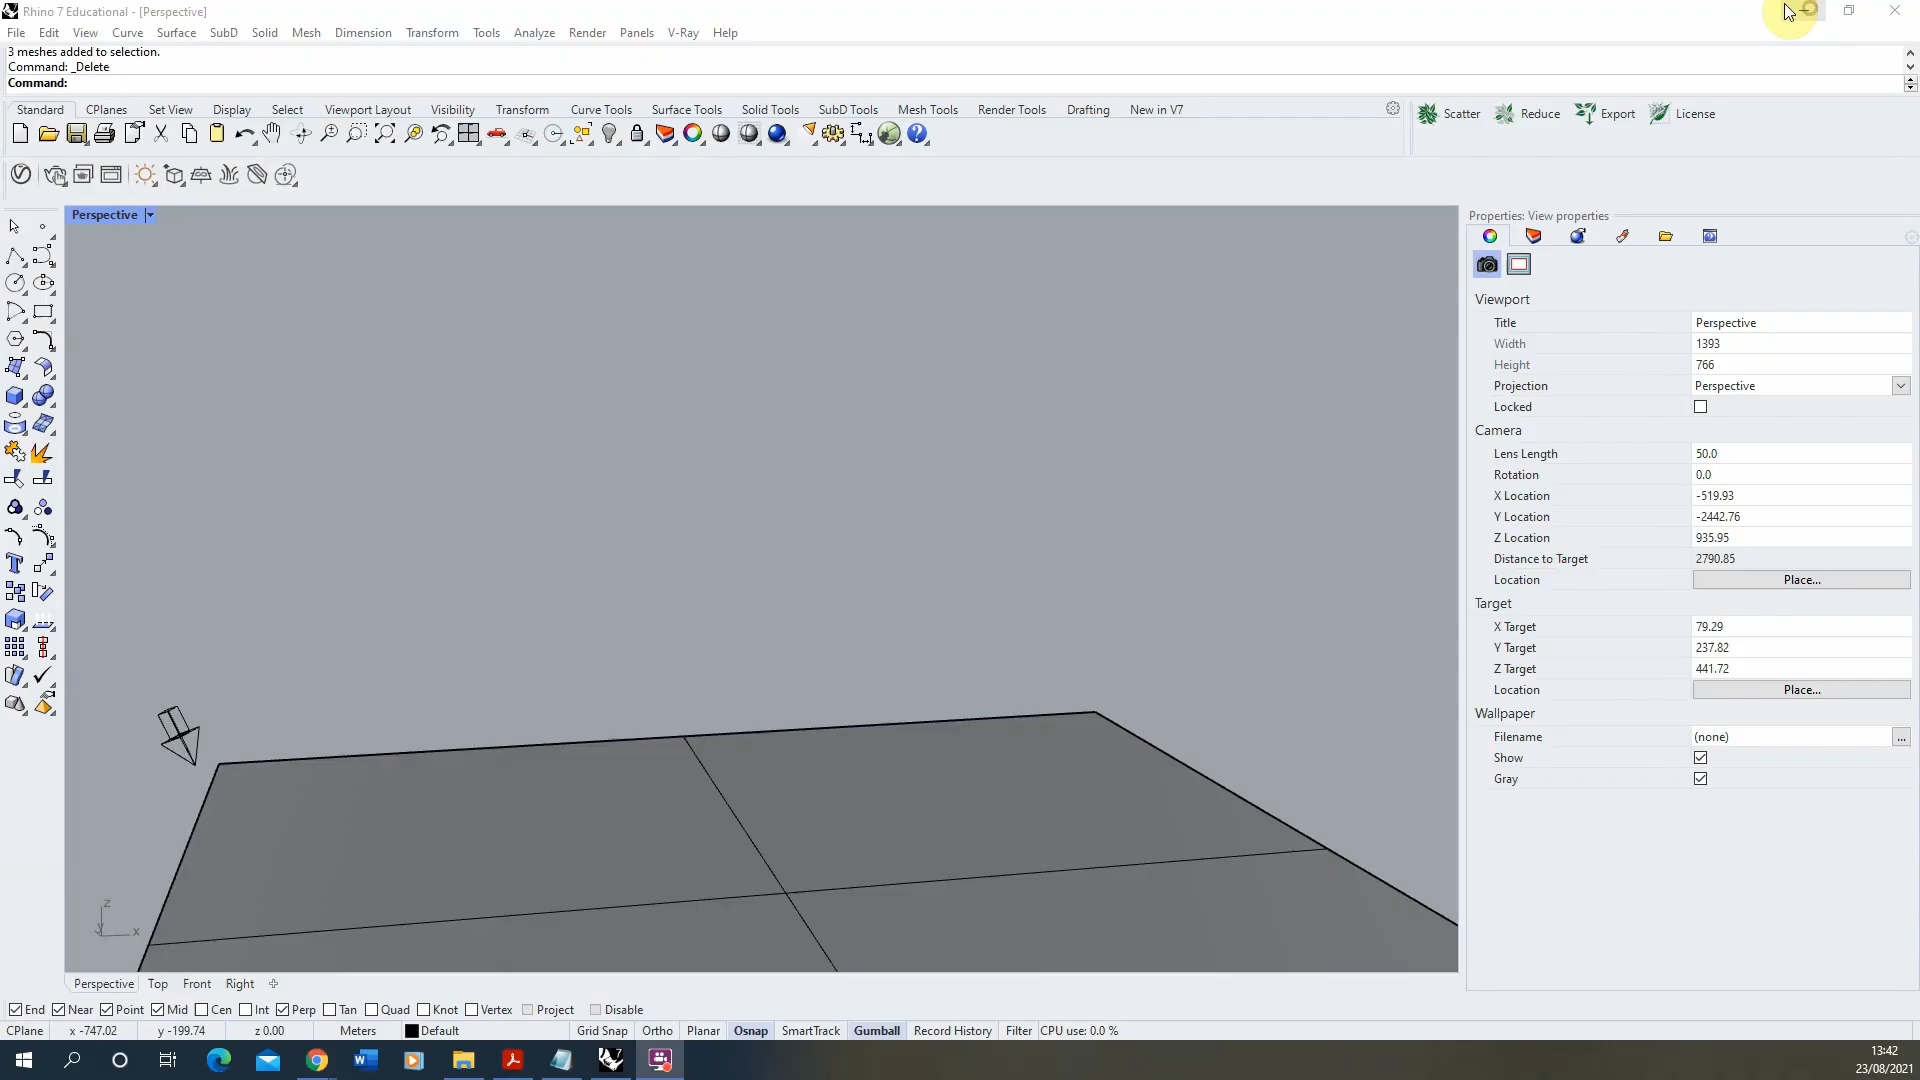 Rhino 7 Educational - [Perspective]
File Edit View Curve Surface SubD Solid Mesh Dimension Transform Tools Analyze Render Panels V-Ray Help
3 meshes added to selection.
Command: _Delete
Command:
Standard CPlanes Set View Display Select Viewport Layout Visibility Transform Curve Tools Surface Tools Solid Tools SubD Tools Mesh Tools Render Tools Drafting New in V7
Scatter Reduce Export License
Perspective
Properties: View properties
Viewport
Title Perspective
Width 1393
Height 766
Projection Perspective
Locked
Camera
Lens Length 50.0
Rotation 0.0
X Location -519.93
Y Location -2442.76
Z Location 935.95
Distance to Target 2790.85
Location Place...
Target
X Target 79.29
Y Target 237.82
Z Target 441.72
Location Place...
Wallpaper
Filename (none) ...
Show
Gray
z
y x
Perspective Top Front Right
End Near Point Mid Cen Int Perp Tan Quad Knot Vertex Project Disable
CPlane x -747.02 y -199.74 z 0.00 Meters Default Grid Snap Ortho Planar Osnap SmartTrack Gumball Record History Filter CPU use: 0.0 %
13:42
23/08/2021